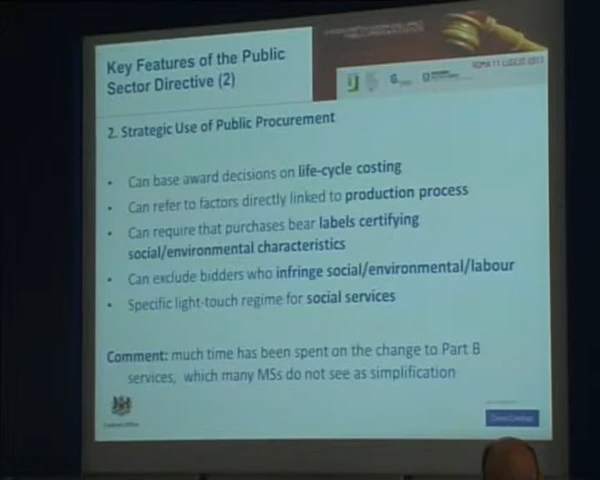 Key Features of the Public
Sector Directive (2)
ROMA 11 LUGLIO 2013
2. Strategic Use of Public Procurement
• Can base award decisions on life-cycle costing
• Can refer to factors directly linked to production process
• Can require that purchases bear labels certifying
social/environmental characteristics
• Can exclude bidders who infringe social/environmental/labour
• Specific light-touch regime for social services
Comment: much time has been spent on the change to Part B
services, which many MSs do not see as simplification